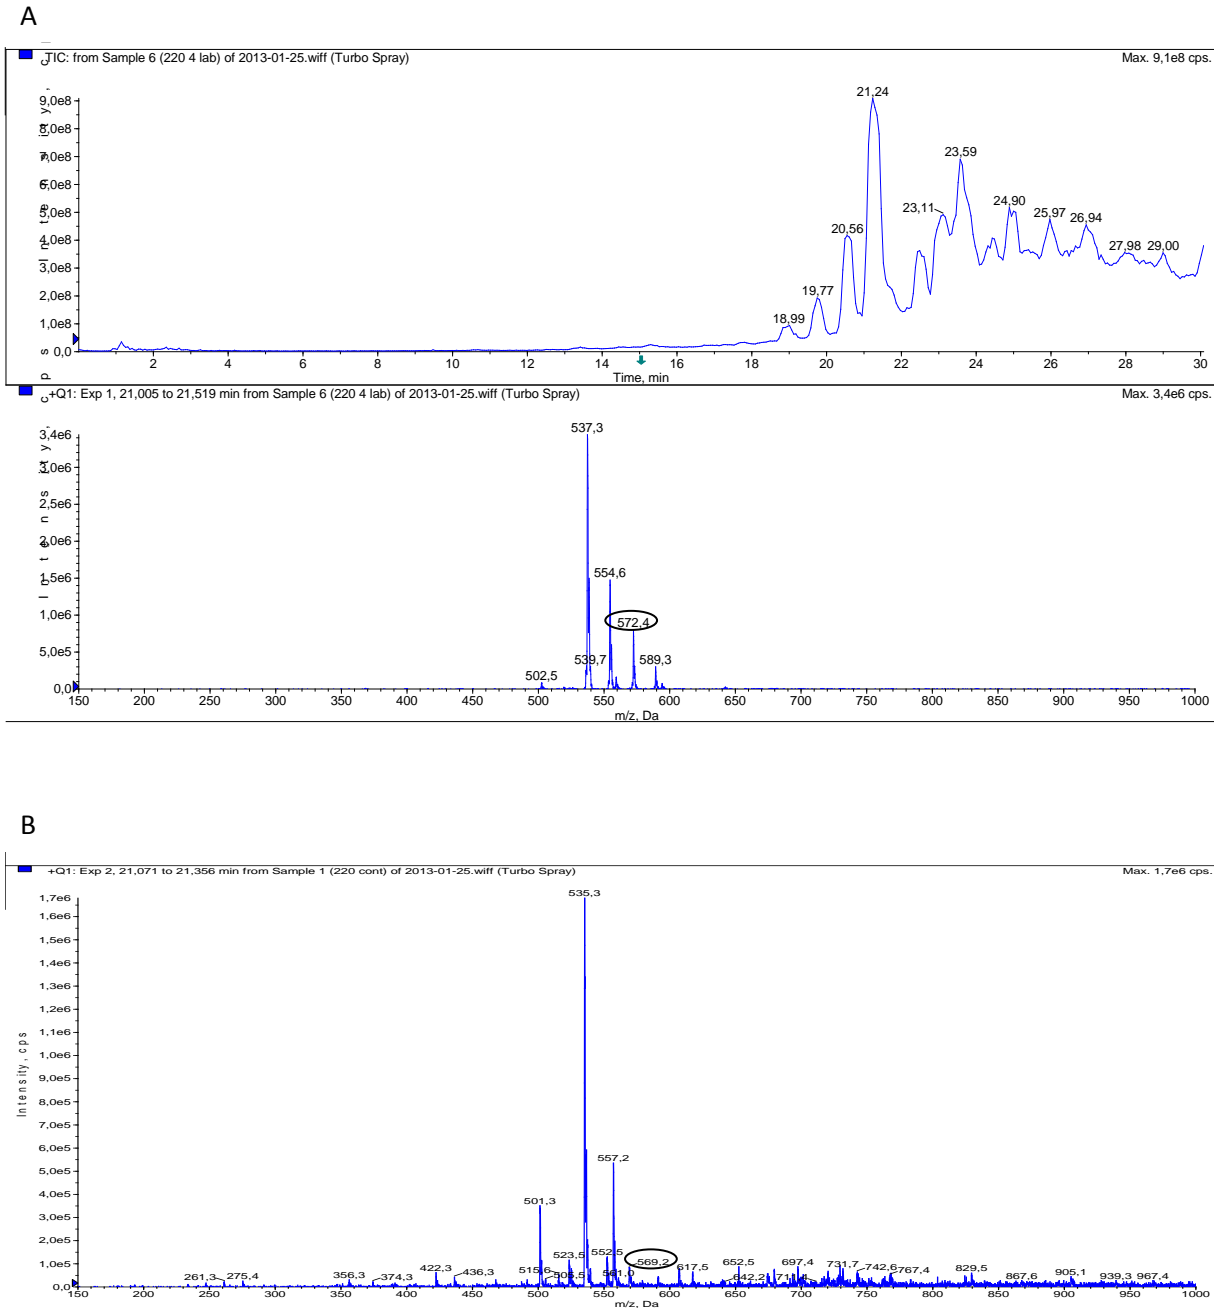 A
TIC: from Sample 6 (220 4 lab) of 2013-01-25.wiff (Turbo Spray) Max. 9,1e8 cps.
21,24
9,0e8
8,0e8
23,59
7,0e8
6,0e8
24,90
23,11
5,0e8
25,97
26,94
20,56
4,0e8
27,98 29,00
3,0e8
19,77
2,0e8
18,99
1,0e8
0,0
2 4 6 8 10 12 14 16 18 20 22 24 26 28 30
Time, min
+Q1: Exp 1, 21,005 to 21,519 min from Sample 6 (220 4 lab) of 2013-01-25.wiff (Turbo Spray) Max. 3,4e6 cps.
537,3
3,4e6
3,0e6
2,5e6
2,0e6
554,6
1,5e6
572,4
1,0e6
539,7 589,3
5,0e5
502,5
0,0
150 200 250 300 350 400 450 500 550 600 650 700 750 800 850 900 950 1000
m/z, Da
B
+Q1: Exp 2, 21,071 to 21,356 min from Sample 1 (220 cont) of 2013-01-25.wiff (Turbo Spray) Max. 1,7e6 cps.
535,3
1,7e6
1,6e6
1,5e6
1,4e6
1,3e6
1,2e6
1,1e6
1,0e6
9,0e5
8,0e5
7,0e5
6,0e5
557,2
5,0e5
4,0e5
501,3
3,0e5
2,0e5
523,5 552,5 569,2 652,5 697,4 731,7
1,0e5
422,3 436,3 515,6 617,5 742,6 767,4 829,5
261,3 275,4 356,3 374,3 505,5 561,0 642,2 867,6 905,1 939,3 967,4
0,0
150 200 250 300 350 400 450 500 550 600 650 700 750 800 850 900 950 1000
m/z, Da
Intensity, cps